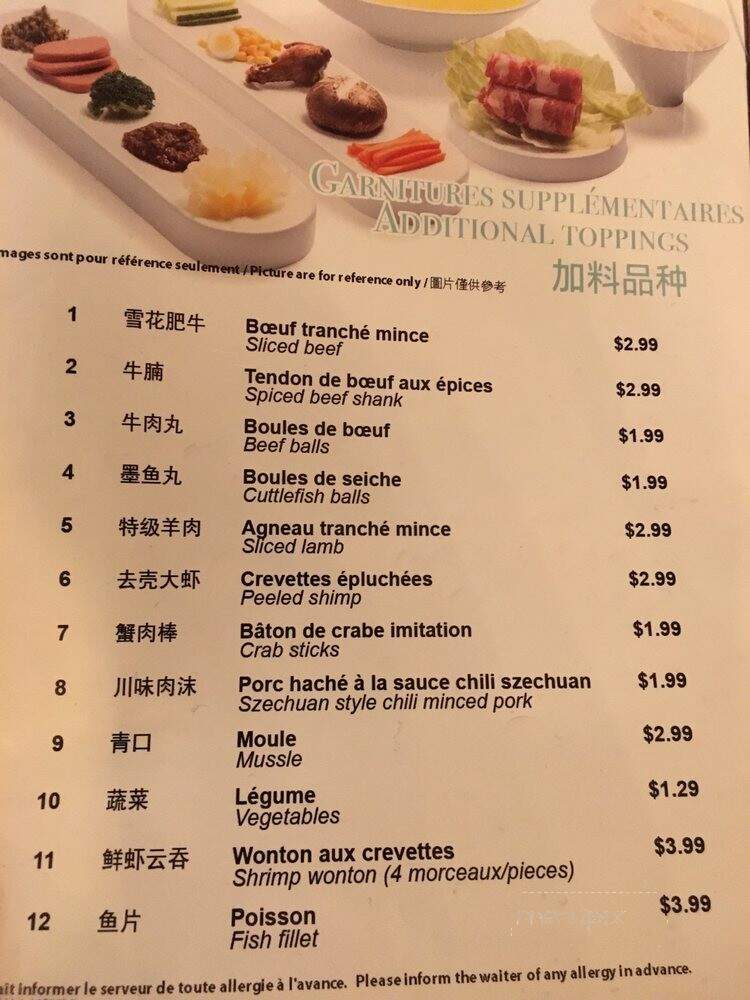 GARNITURES SUPPLÉMENTAIRES
ADDITIONAL TOPPINGS
加料品种
mages sont pour référence seulement / Picture are for reference only / 圖片僅供參考
1 雪花肥牛 Bœuf tranché mince $2.99
Sliced beef
2 牛腩 Tendon de bœuf aux épices $2.99
Spiced beef shank
3 牛肉丸 Boules de bœuf $1.99
Beef balls
4 墨鱼丸 Boules de seiche $1.99
Cuttlefish balls
5 特级羊肉 Agneau tranché mince $2.99
Sliced lamb
6 去壳大虾 Crevettes épluchées $2.99
Peeled shimp
7 蟹肉棒 Bâton de crabe imitation $1.99
Crab sticks
8 川味肉沫 Porc haché à la sauce chili szechuan $1.99
Szechuan style chili minced pork
9 青口 Moule $2.99
Mussle
10 蔬菜 Légume $1.29
Vegetables
11 鲜虾云吞 Wonton aux crevettes $3.99
Shrimp wonton (4 morceaux/pieces)
12 鱼片 Poisson $3.99
Fish fillet
ait informer le serveur de toute allergie à l'avance. Please inform the waiter of any allergy in advance.